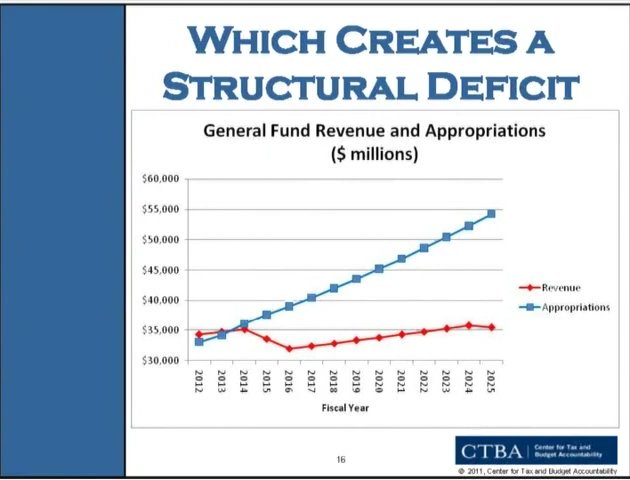 WHICH CREATES A
STRUCTURAL DEFICIT
General Fund Revenue and Appropriations
($ millions)
$60,000
$55,000
$50,000
$45,000
$40,000
$35,000
$30,000
Revenue
Appropriations
2012 2013 2014 2015 2016 2017 2018 2019 2020 2021 2022 2023 2024 2025
Fiscal Year
16
CTBA
Center for Tax and
Budget Accountability
© 2011, Center for Tax and Budget Accountability